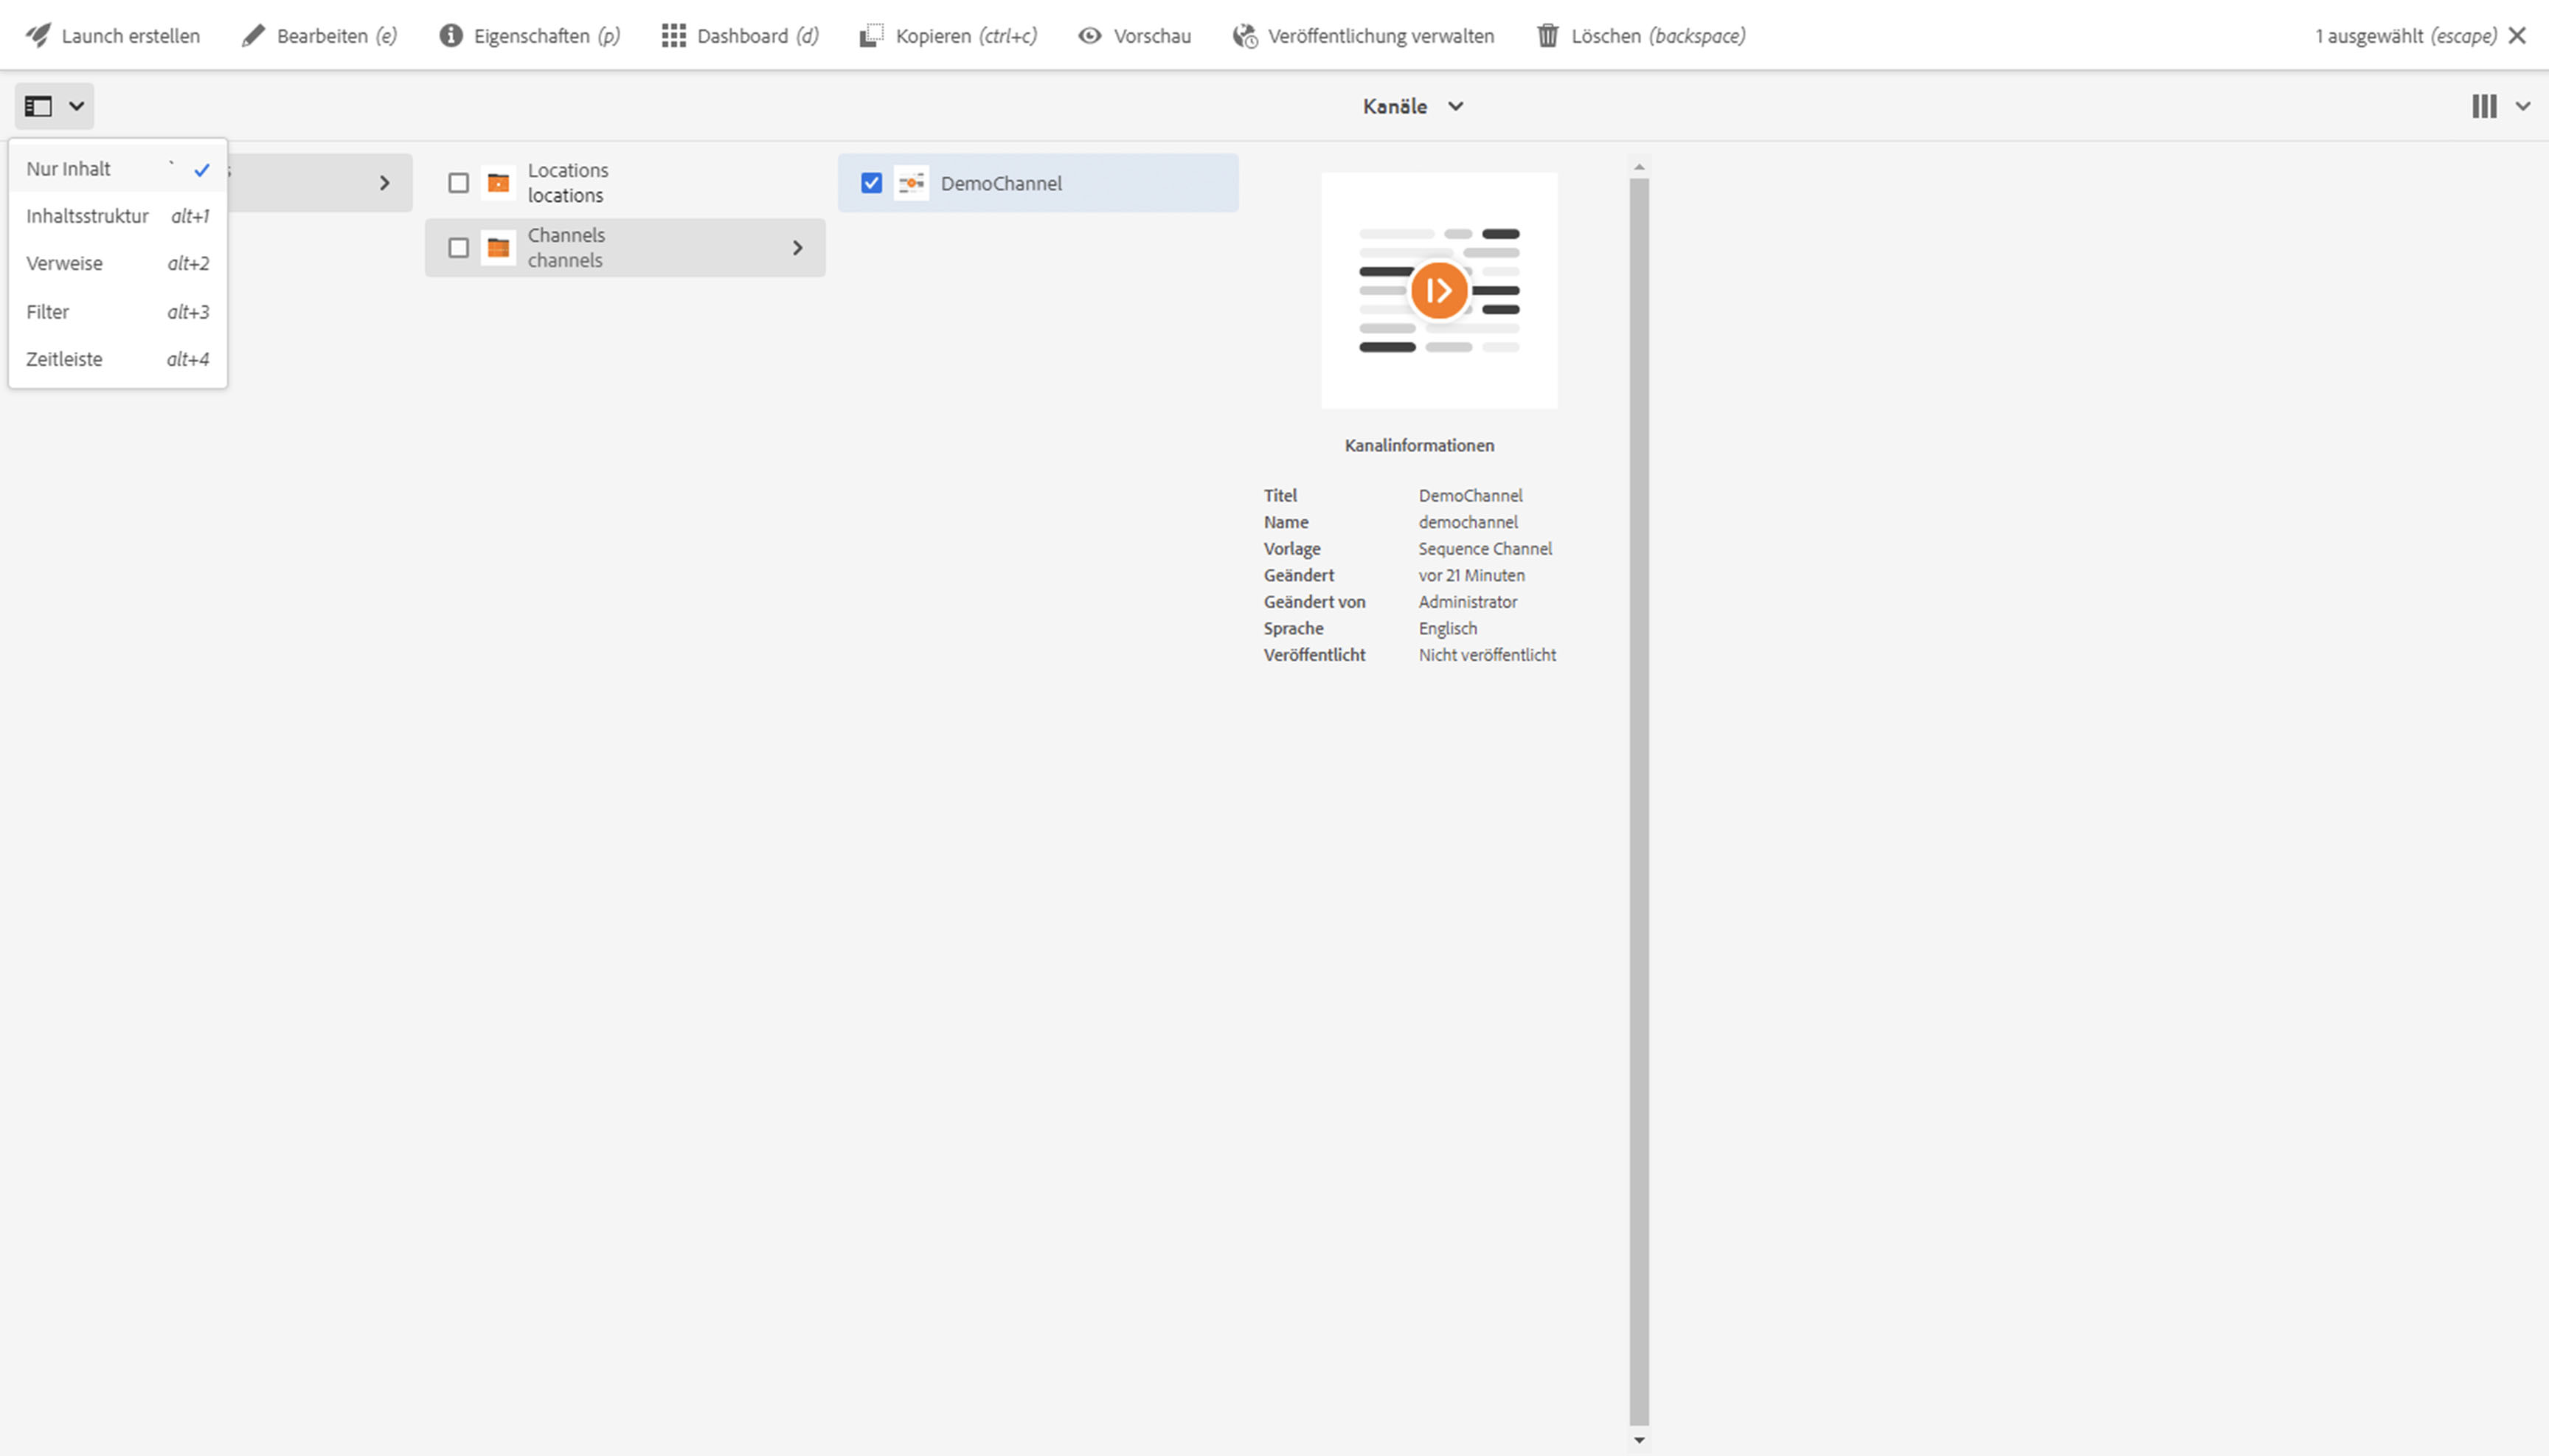 Launch erstellen Bearbeiten (e) Eigenschaften (p) Dashboard (d) Kopieren (ctrl+c) Vorschau Veröffentlichung verwalten Löschen (backspace) 1 ausgewählt (escape)
Kanäle
Nur Inhalt `
Inhaltsstruktur alt+1
Verweise alt+2
Filter alt+3
Zeitleiste alt+4
Locations
locations
Channels
channels
DemoChannel
Kanalinformationen
Titel DemoChannel
Name demochannel
Vorlage Sequence Channel
Geändert vor 21 Minuten
Geändert von Administrator
Sprache Englisch
Veröffentlicht Nicht veröffentlicht